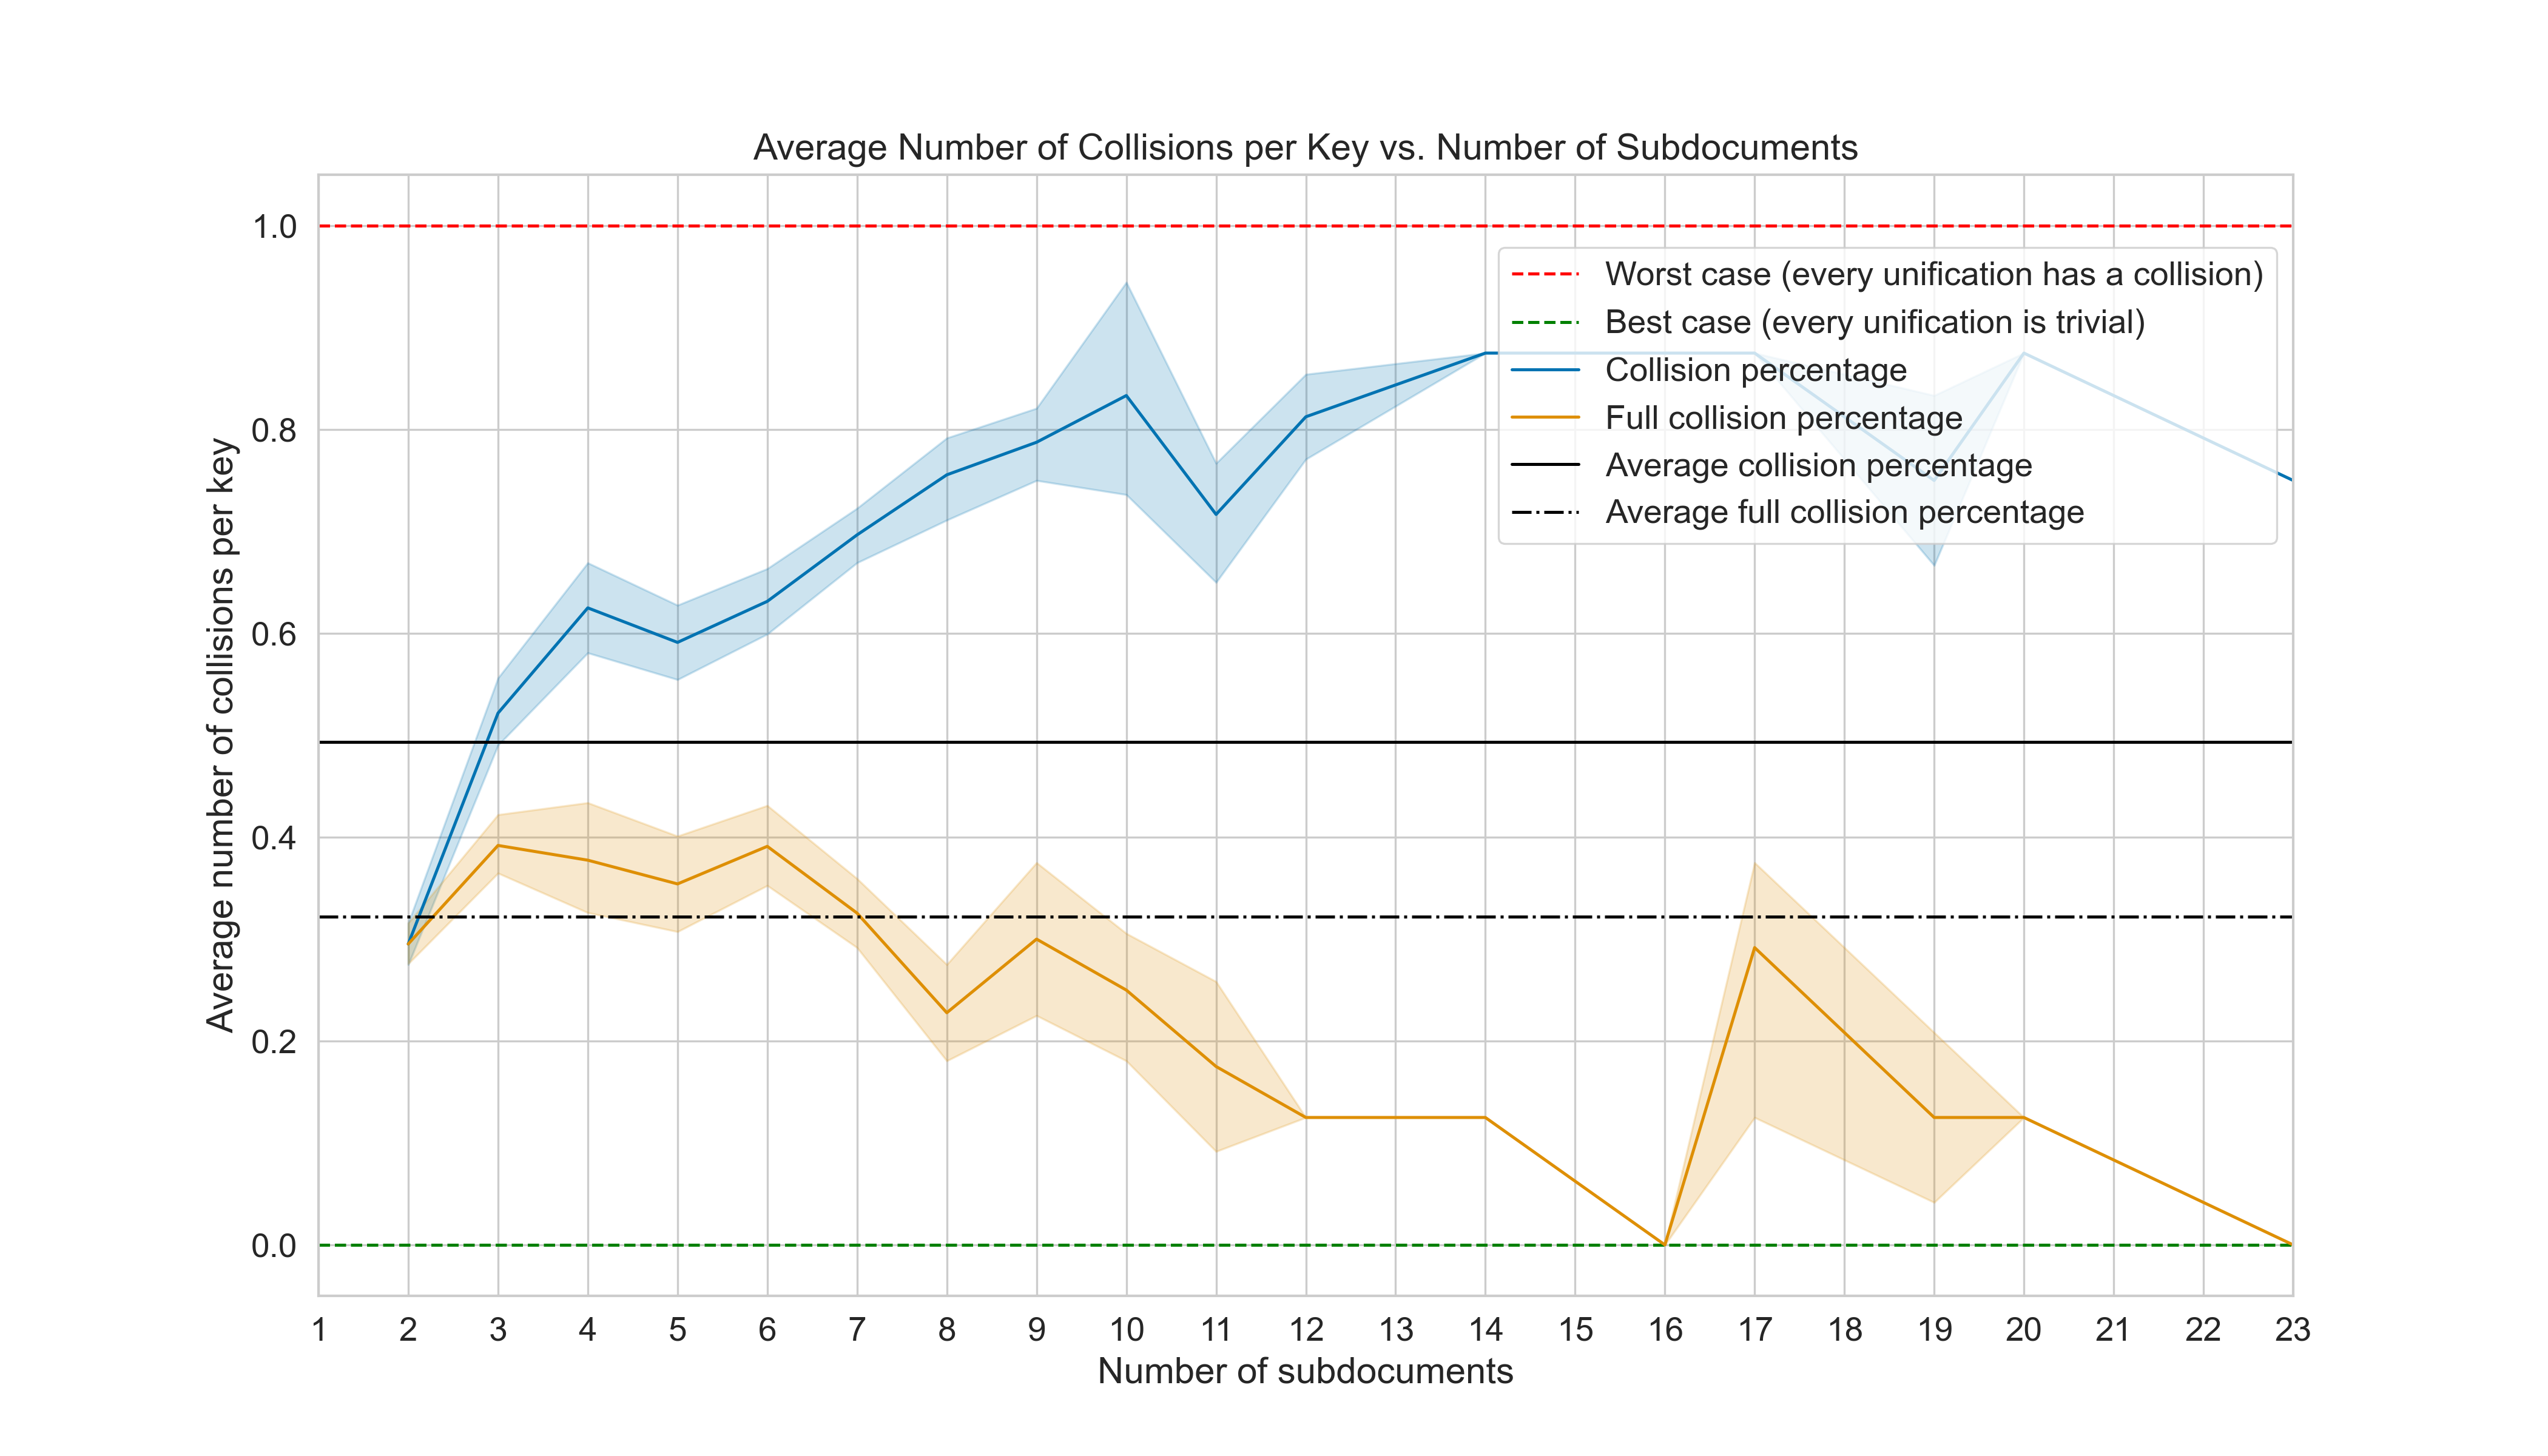 Average Number of Collisions per Key vs. Number of Subdocuments
1.0
0.8
0.6
0.4
0.2
0.0
Average number of collisions per key
Worst case (every unification has a collision)
Best case (every unification is trivial)
Collision percentage
Full collision percentage
Average collision percentage
Average full collision percentage
1 2 3 4 5 6 7 8 9 10 11 12 13 14 15 16 17 18 19 20 21 22 23
Number of subdocuments